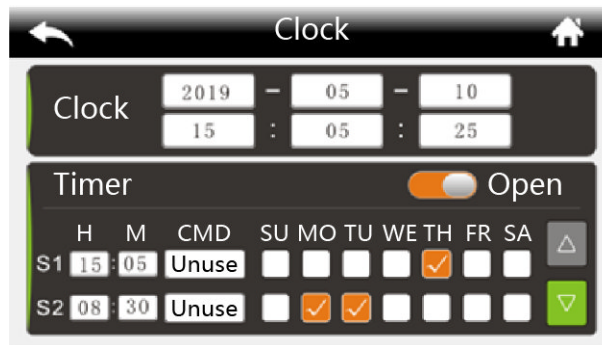 Clock
Clock 2019 - 05 - 10
15 : 05 : 25
Timer Open
H M CMD SU MO TU WE TH FR SA
S1 15 : 05 Unuse
S2 08 : 30 Unuse